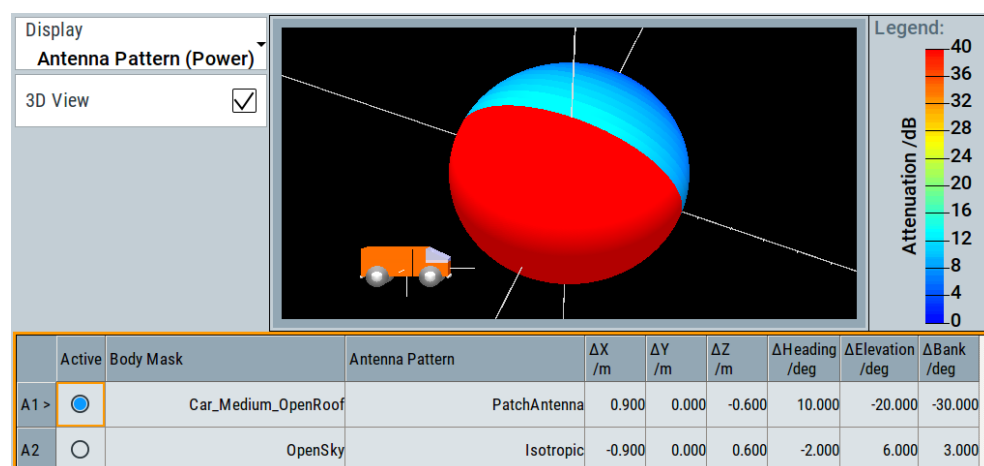 Display
Antenna Pattern (Power)
3D View
Legend:
Attenuation /dB
40
36
32
28
24
20
16
12
8
4
0
Active Body Mask Antenna Pattern ΔX /m ΔY /m ΔZ /m ΔHeading /deg ΔElevation /deg ΔBank /deg
A1 > Car_Medium_OpenRoof PatchAntenna 0.900 0.000 -0.600 10.000 -20.000 -30.000
A2 OpenSky Isotropic -0.900 0.000 0.600 -2.000 6.000 3.000